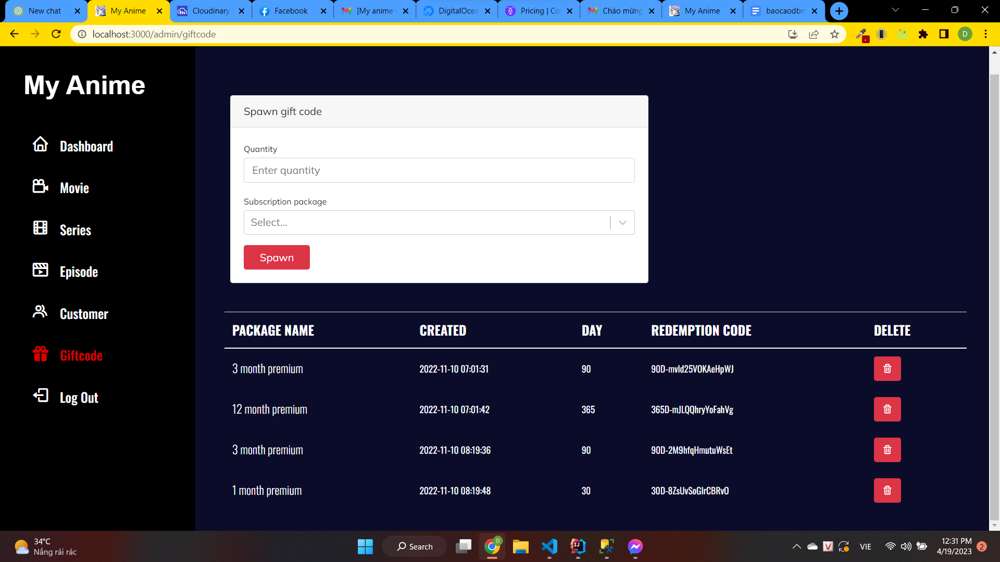 New chat
My Anime
Cloudinary
Facebook
[My anime
DigitalOcea
Pricing | Co
Chào mừng
My Anime
baocaodbm
localhost:3000/admin/giftcode
D
My Anime
Dashboard
Movie
Series
Episode
Customer
Giftcode
Log Out
Spawn gift code
Quantity
Enter quantity
Subscription package
Select...
Spawn
PACKAGE NAME CREATED DAY REDEMPTION CODE DELETE
3 month premium 2022-11-10 07:01:31 90 90D-mvld25VOKAeHpWJ
12 month premium 2022-11-10 07:01:42 365 365D-mJLQQhryYoFahVg
3 month premium 2022-11-10 08:19:36 90 90D-2M9hfqHmutuWsEt
1 month premium 2022-11-10 08:19:48 30 30D-8ZsUvSoGlrCBRvO
34°C
Nắng rải rác
Search
D
VIE
12:31 PM
4/19/2023
2